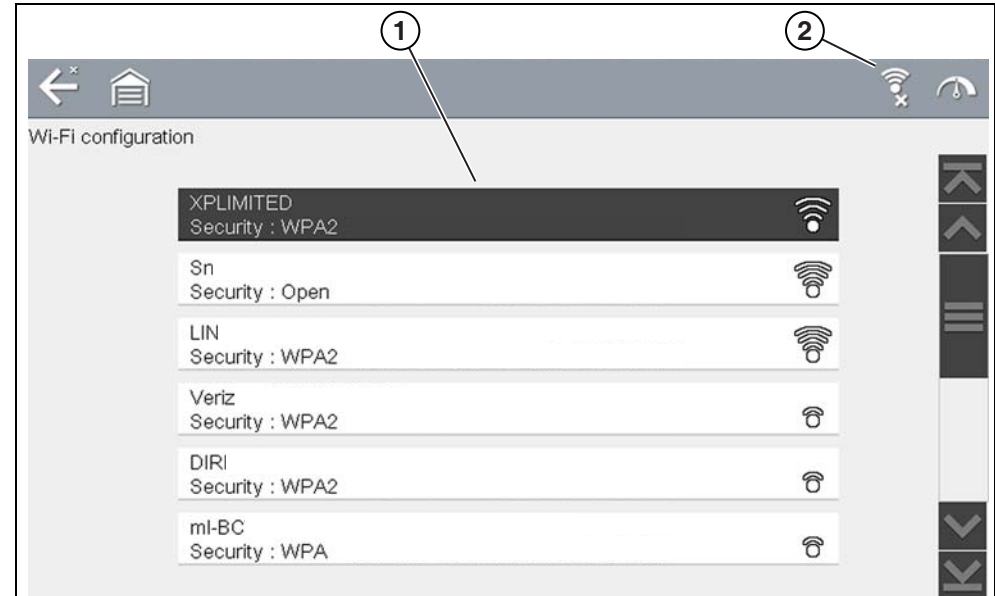 1
2
Wi-Fi configuration
XPLIMITED
Security : WPA2
Sn
Security : Open
LIN
Security : WPA2
Veriz
Security : WPA2
DIRI
Security : WPA2
ml-BC
Security : WPA